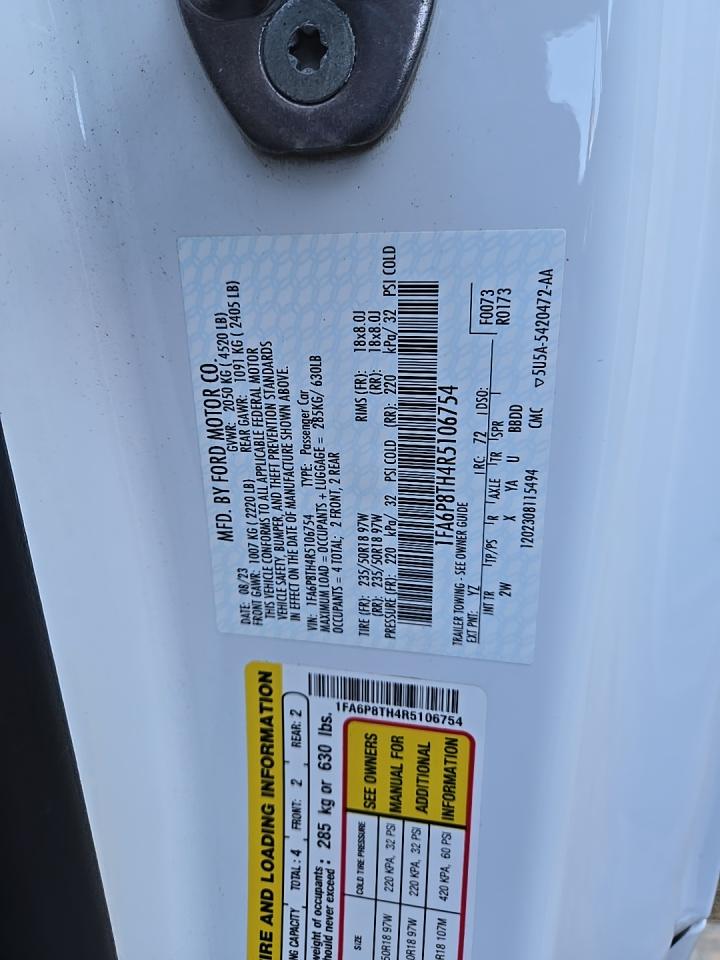 MFD. BY FORD MOTOR CO.
DATE: 08/23 GVWR: 2050 KG ( 4520 LB)
FRONT GAWR: 1007 KG ( 2220 LB) REAR GAWR: 1091 KG ( 2405 LB)
THIS VEHICLE CONFORMS TO ALL APPLICABLE FEDERAL MOTOR
VEHICLE SAFETY, BUMPER, AND THEFT PREVENTION STANDARDS
IN EFFECT ON THE DATE OF MANUFACTURE SHOWN ABOVE.
VIN: 1FA6P8TH4R5106754 TYPE: Passenger Car
MAXIMUM LOAD = OCCUPANTS + LUGGAGE = 285KG/ 630LB
OCCUPANTS = 4 TOTAL; 2 FRONT, 2 REAR
TIRE (FR): 235/50R18 97W RIMS (FR): 18x8.0J
(RR): 235/50R18 97W (RR): 18x8.0J
PRESSURE (FR): 220 kPa/ 32 PSI COLD (RR): 220 kPa/ 32 PSI COLD
1FA6P8TH4R5106754
TRAILER TOWING - SEE OWNER GUIDE
EXT PNT: YZ RC: 72 DSO: F0073
R0173
INT TR TP/PS R AXLE TR SPR
2W X YA U BBDD
1202308115494 CMC ▽5U5A-5420472-AA
IRE AND LOADING INFORMATION
NG CAPACITY TOTAL: 4 FRONT: 2 REAR: 2
weight of occupants
hould never exceed: 285 kg or 630 lbs.
1FA6P8TH4R5106754
SIZE COLD TIRE PRESSURE
50R18 97W 220 KPA, 32 PSI
0R18 97W 220 KPA, 32 PSI
R18 107M 420 KPA, 60 PSI
SEE OWNERS
MANUAL FOR
ADDITIONAL
INFORMATION